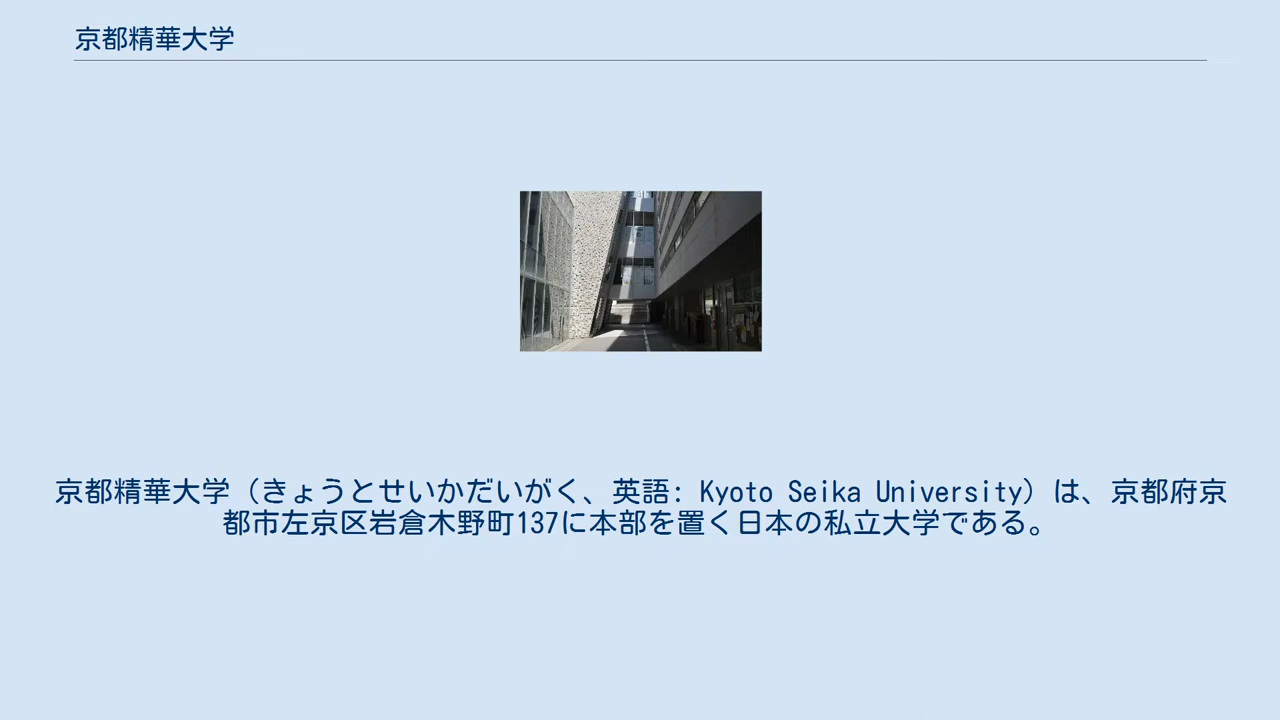 京都精華大学
京都精華大学（きょうとせいかだいがく、英語: Kyoto Seika University）は、京都府京
都市左京区岩倉木野町137に本部を置く日本の私立大学である。